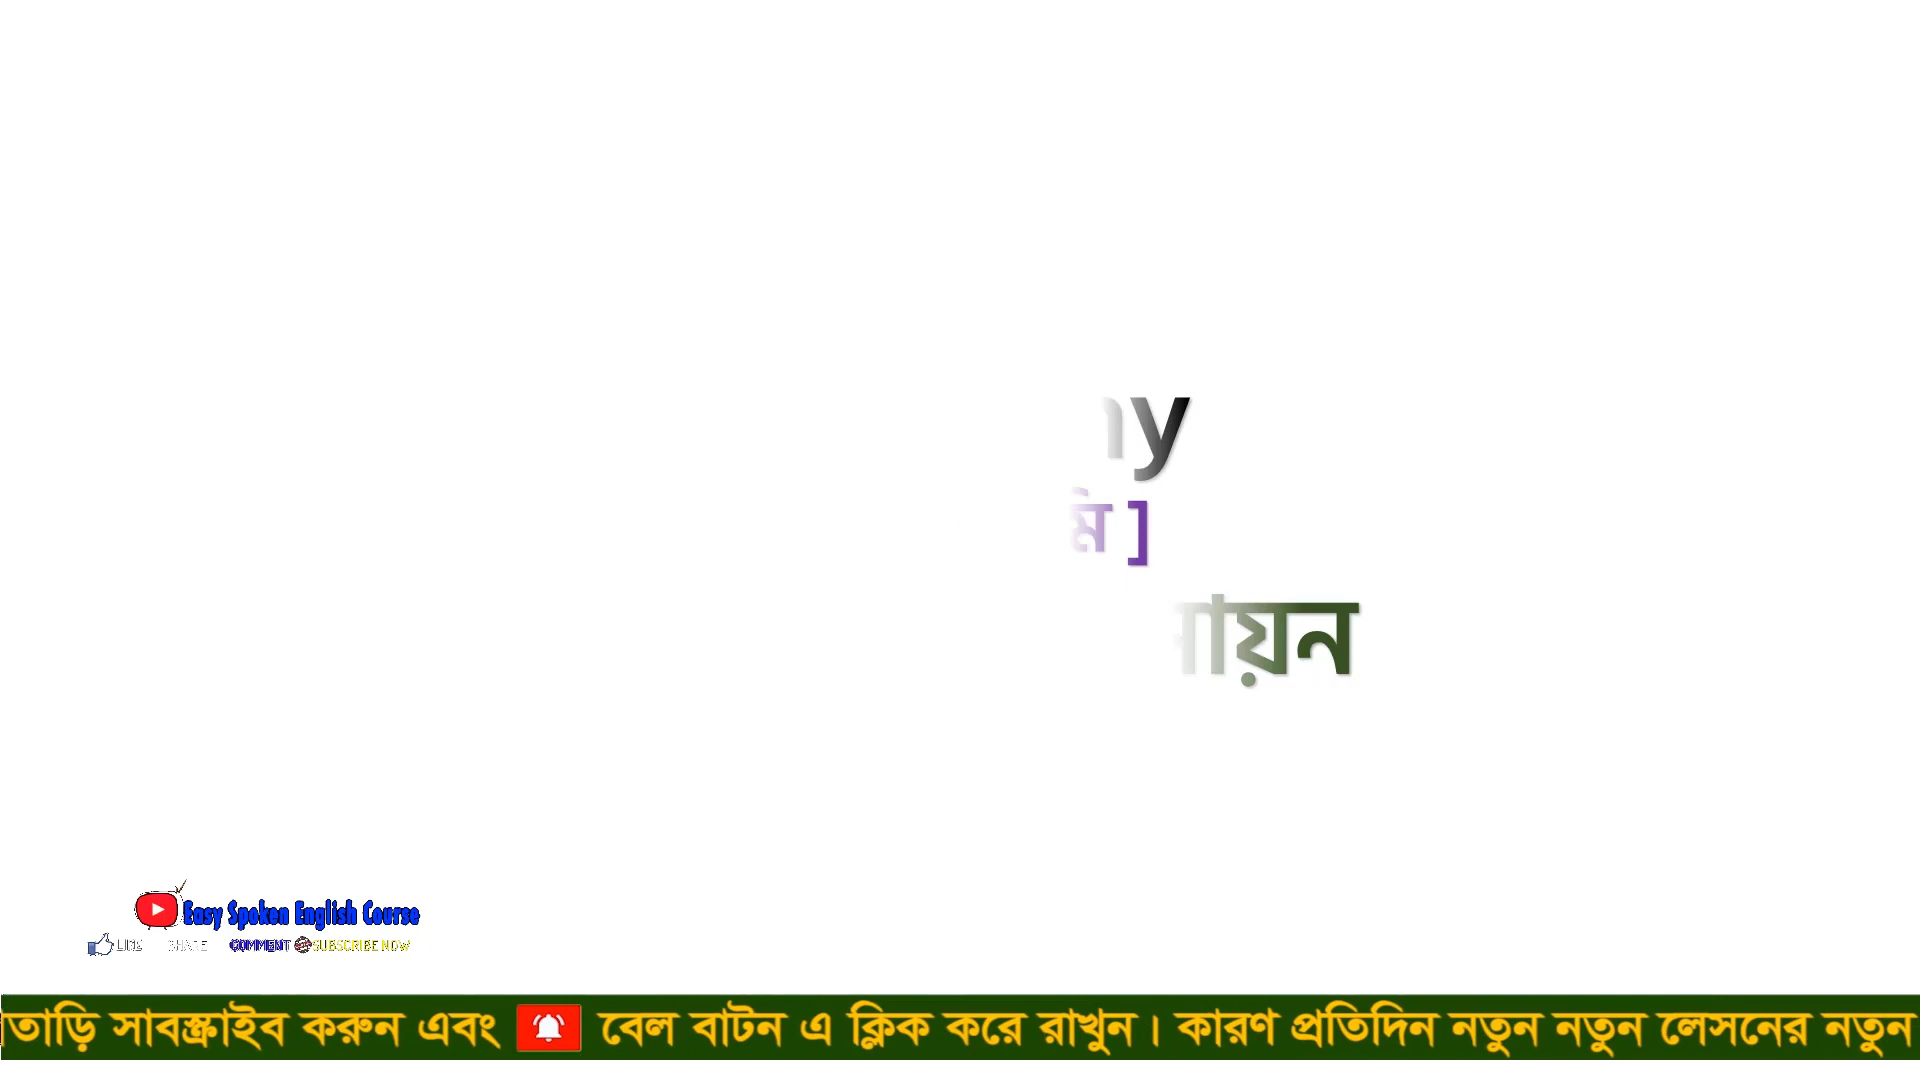 ny
মি ]
ায়ন
Easy Spoken English Course
LIKE SHARE COMMENT SUBSCRIBE NOW
তাড়ি সাবস্ক্রাইব করুন এবং বেল বাটন এ ক্লিক করে রাখুন। কারণ প্রতিদিন নতুন নতুন লেসনের নতুন